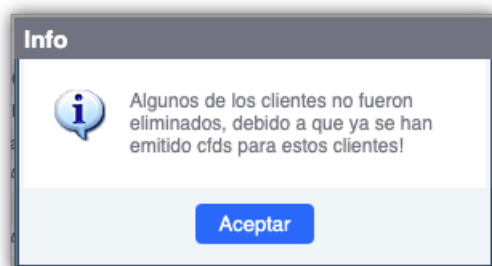 Info
Algunos de los clientes no fueron
eliminados, debido a que ya se han
emitido cfds para estos clientes!
Aceptar